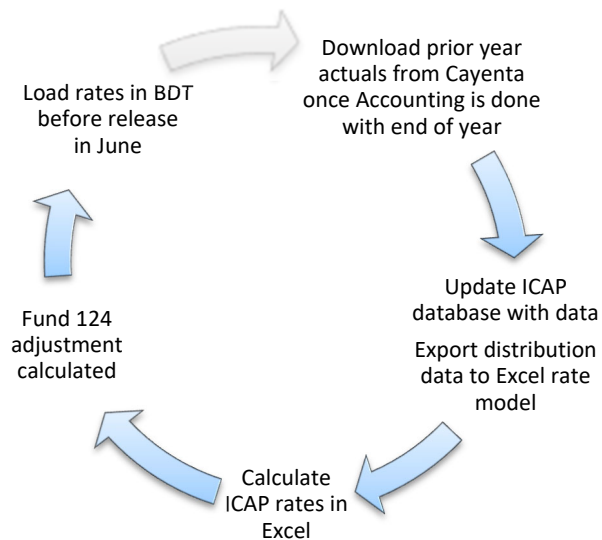 Download prior year
actuals from Cayenta
once Accounting is done
with end of year
Update ICAP
database with data
Export distribution
data to Excel rate
model
Calculate
ICAP rates in
Excel
Fund 124
adjustment
calculated
Load rates in BDT
before release
in June